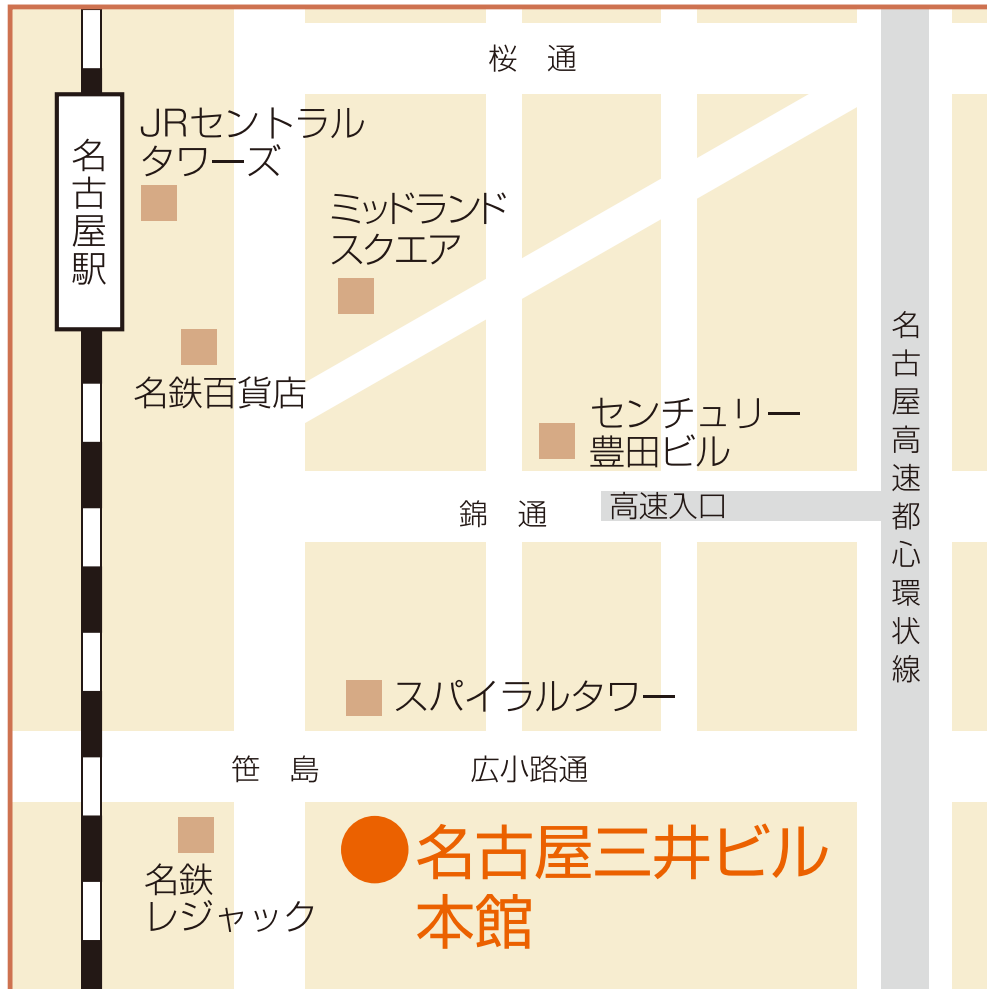 桜 通
JRセントラル
タワーズ
名古屋駅
ミッドランド
スクエア
名鉄百貨店
センチュリー
豊田ビル
名古屋高速都心環状線
錦 通
高速入口
スパイラルタワー
笹 島
広小路通
名鉄
レジャック
名古屋三井ビル
本館